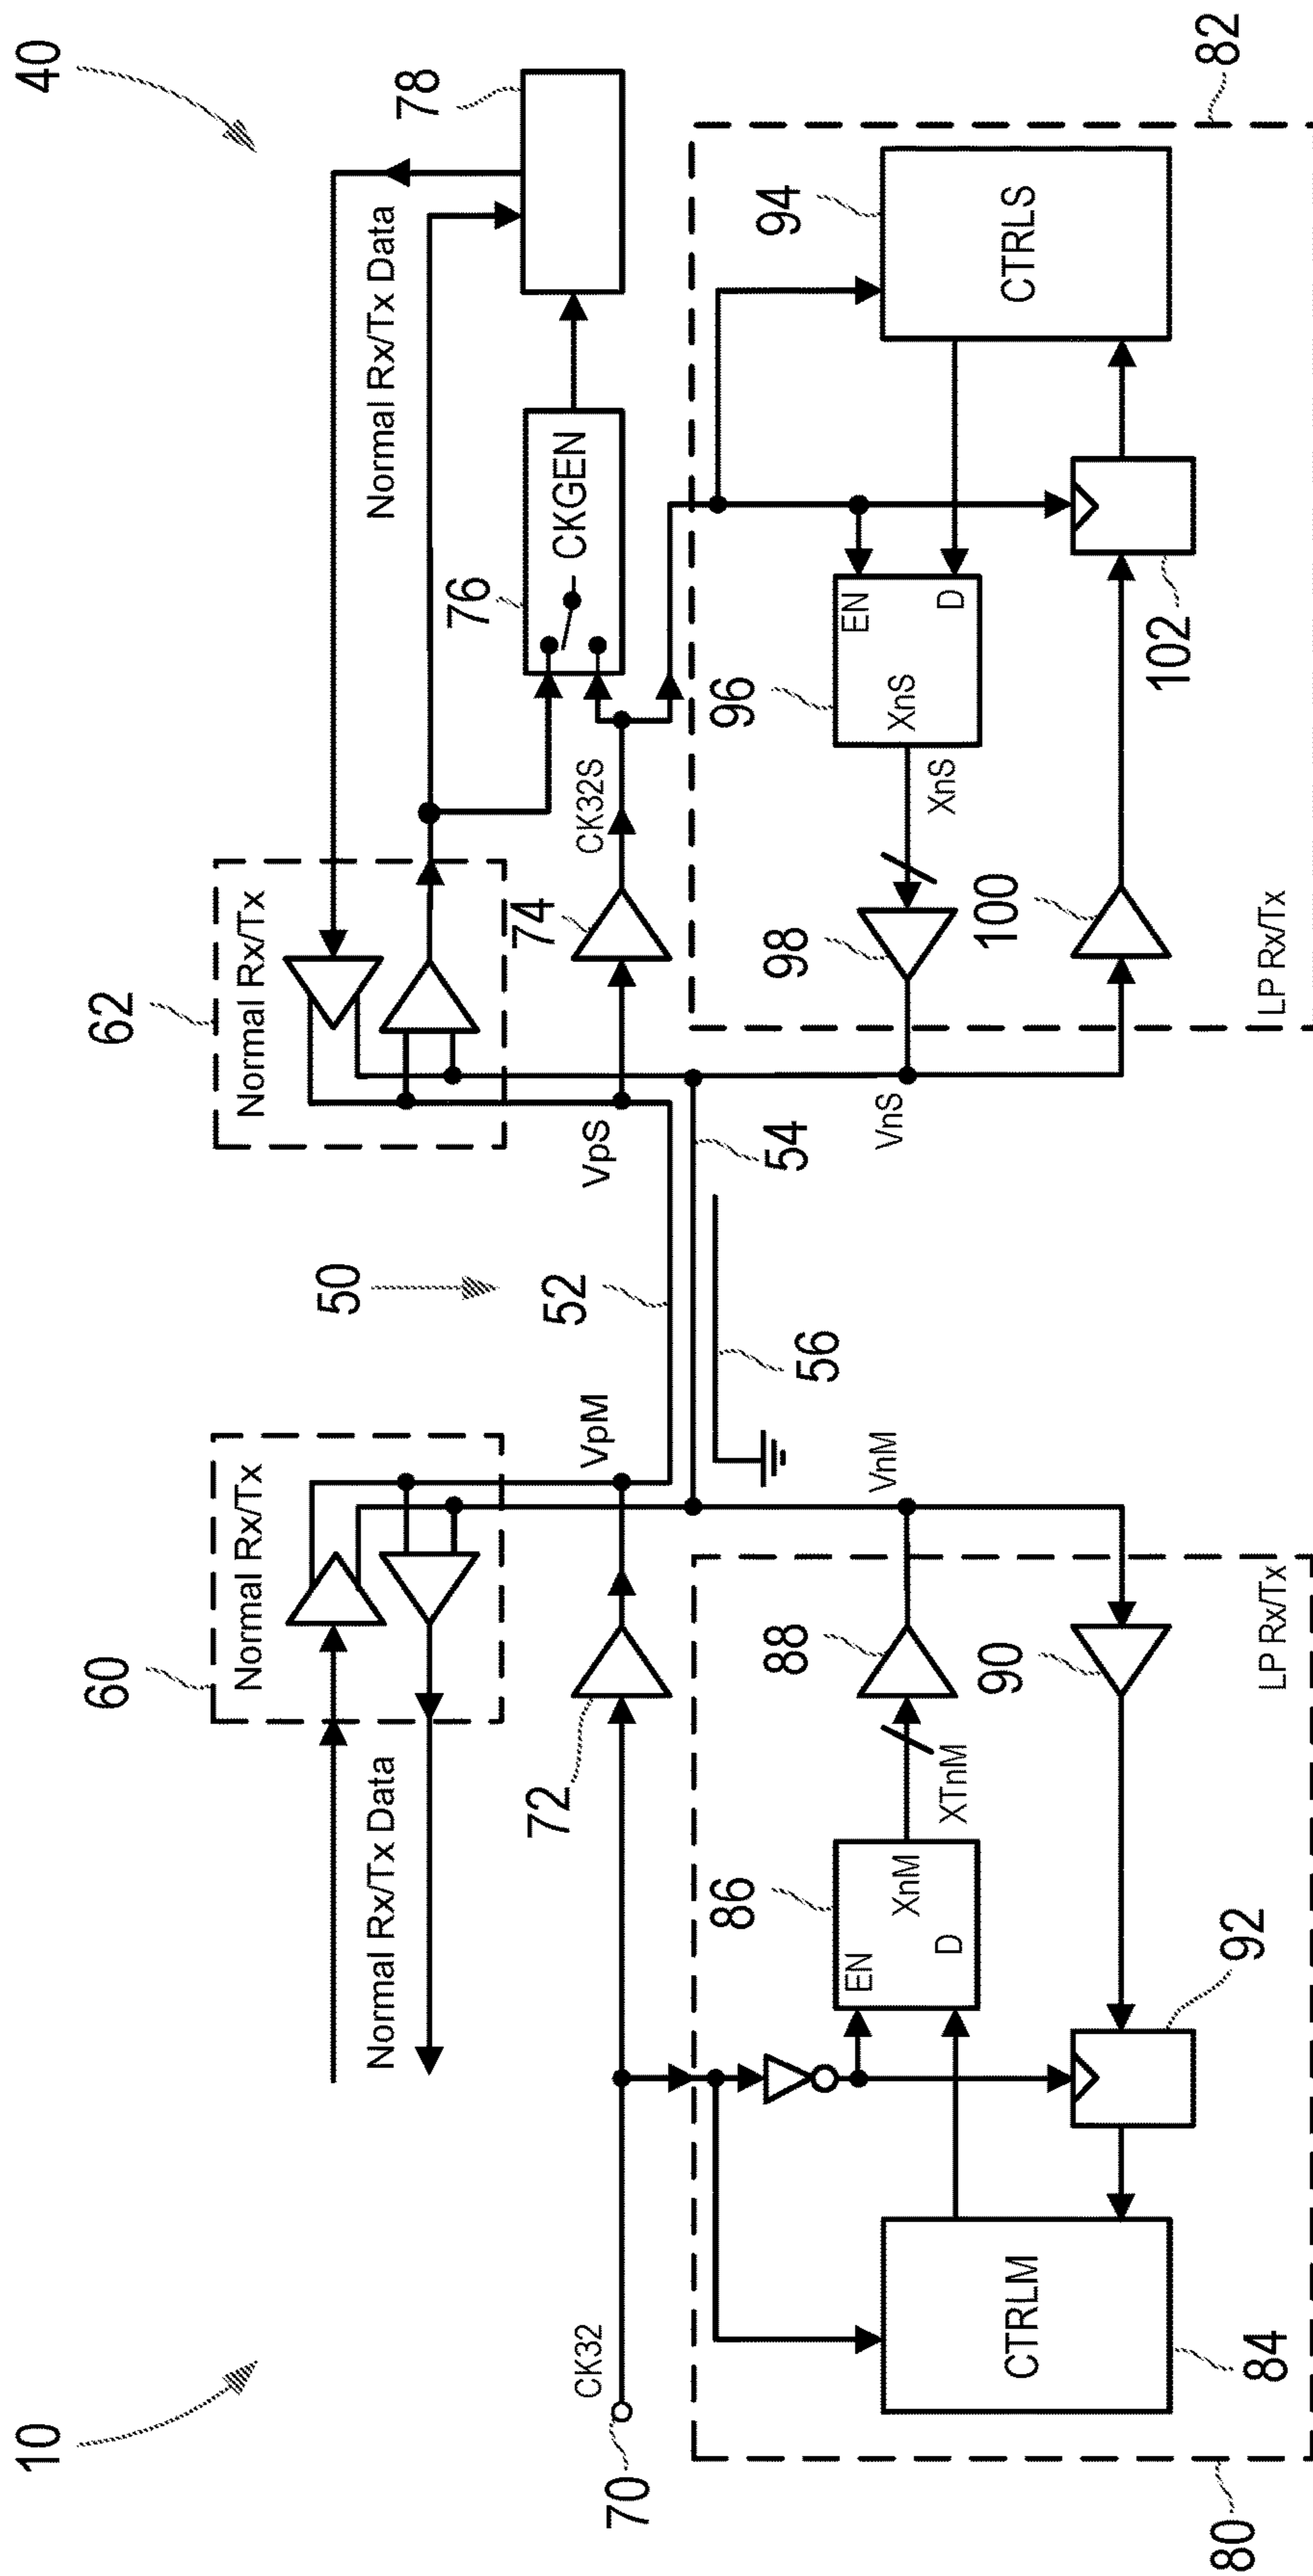 10
40
60
Normal Rx/Tx
50
62
Normal Rx/Tx
Normal Rx/Tx Data
78
Normal Rx/Tx Data
72
VpM
52
VpS
74
CK32S
76
CKGEN
70
CK32
56
54
80
LP Rx/Tx
84
CTRLM
EN
D
XnM
86
XTnM
88
VnM
90
92
82
LP Rx/Tx
VnS
98
XnS
96
XnS
EN
D
94
CTRLS
100
102